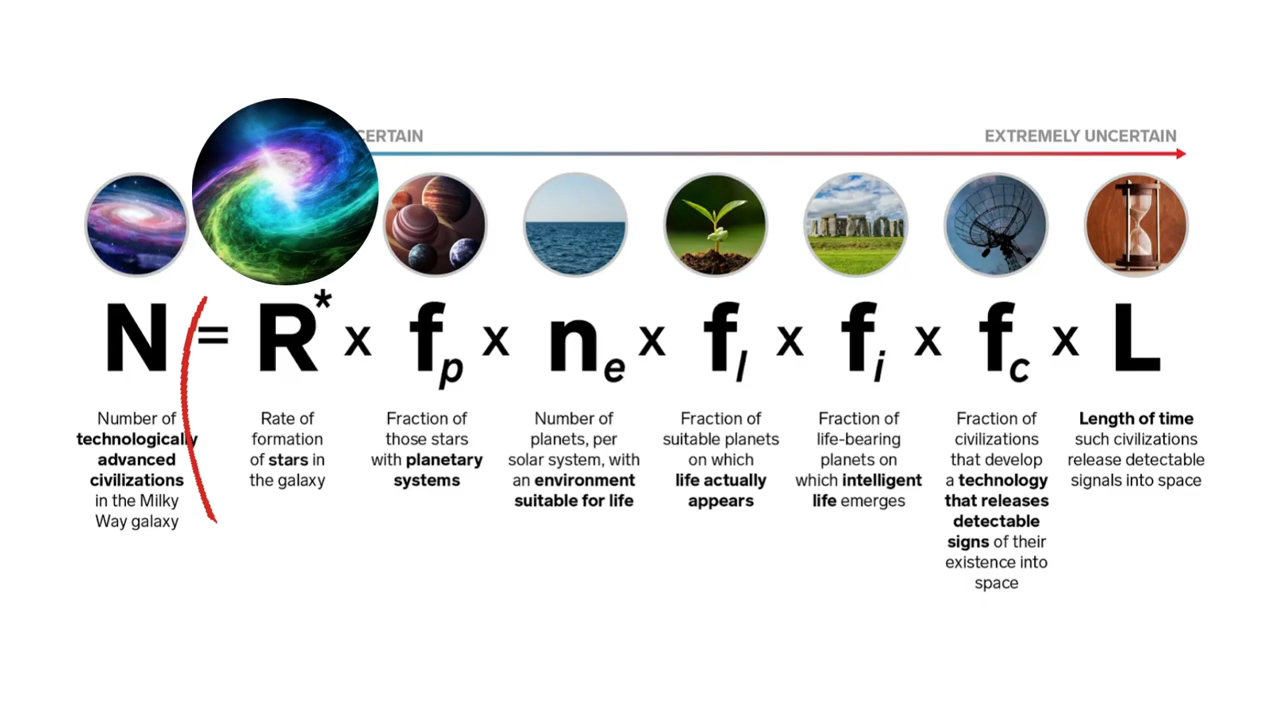 CERTAIN
EXTREMELY UNCERTAIN
N = R* x fp x ne x fl x fi x fc x L
Number of
technologically
advanced
civilizations
in the Milky
Way galaxy
Rate of
formation
of stars in
the galaxy
Fraction of
those stars
with planetary
systems
Number of
planets, per
solar system, with
an environment
suitable for life
Fraction of
suitable planets
on which
life actually
appears
Fraction of
life-bearing
planets on
which intelligent
life emerges
Fraction of
civilizations
that develop
a technology
that releases
detectable
signs of their
existence into
space
Length of time
such civilizations
release detectable
signals into space